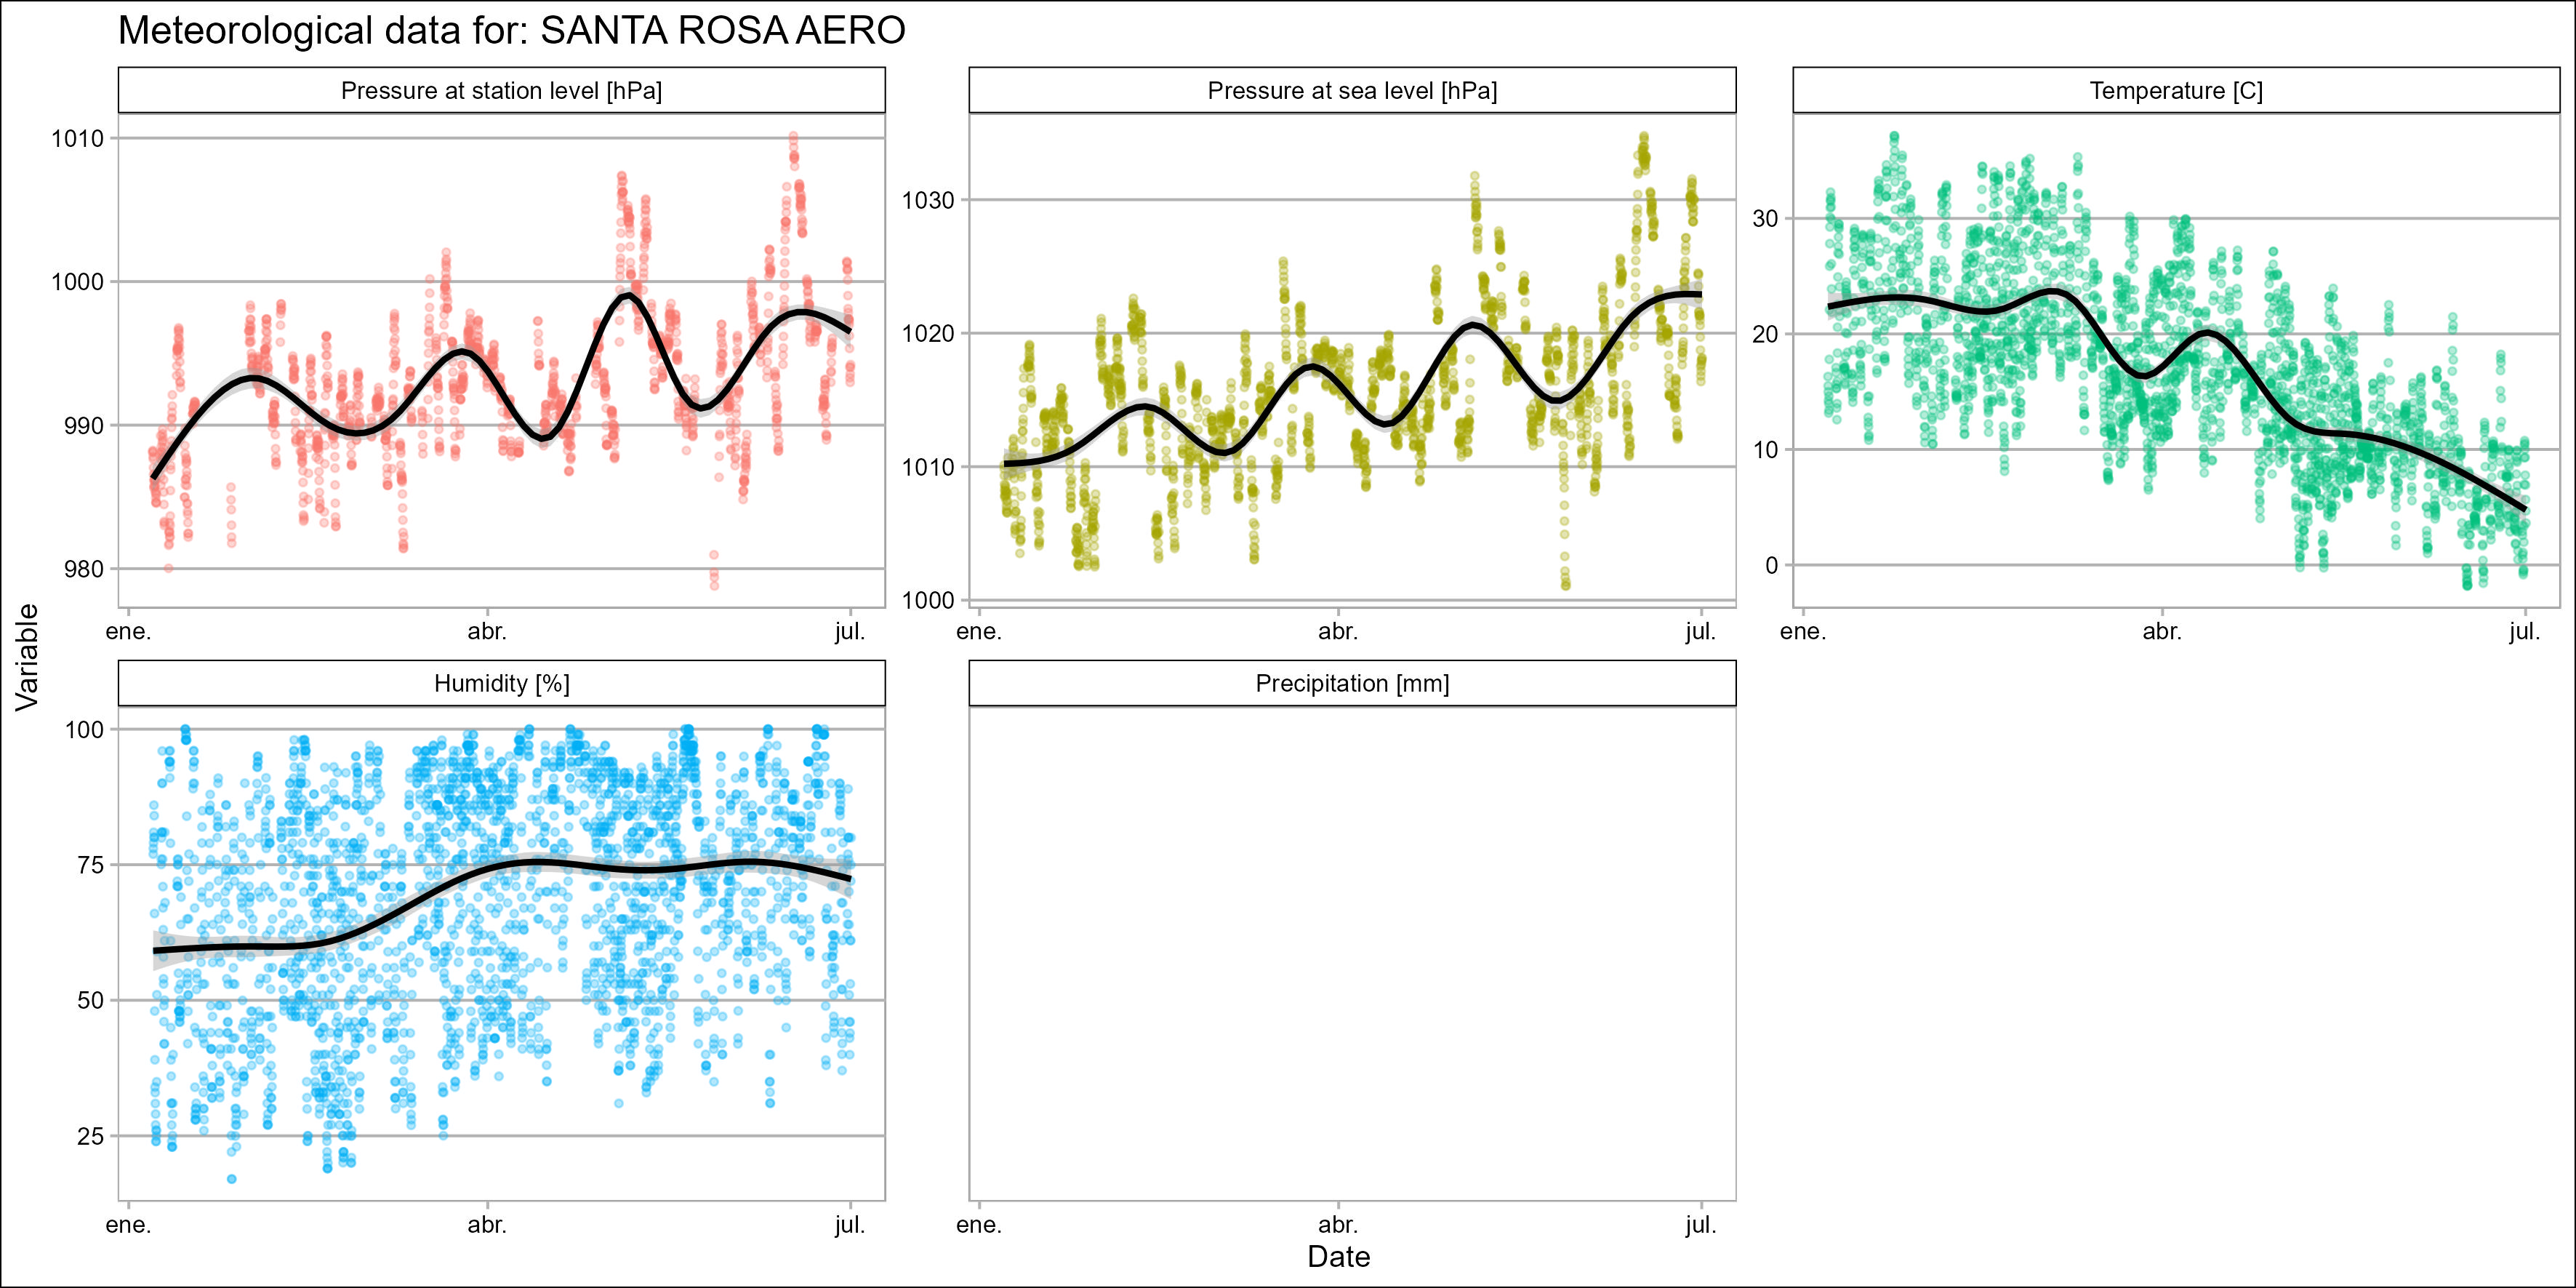 Meteorological data for: SANTA ROSA AERO
Pressure at station level [hPa]
Pressure at sea level [hPa]
Temperature [C]
1010
1000
990
980
1030
1020
1010
1000
30
20
10
0
ene.
abr.
jul.
ene.
abr.
jul.
ene.
abr.
jul.
Variable
Humidity [%]
Precipitation [mm]
100
75
50
25
ene.
abr.
jul.
ene.
abr.
jul.
Date